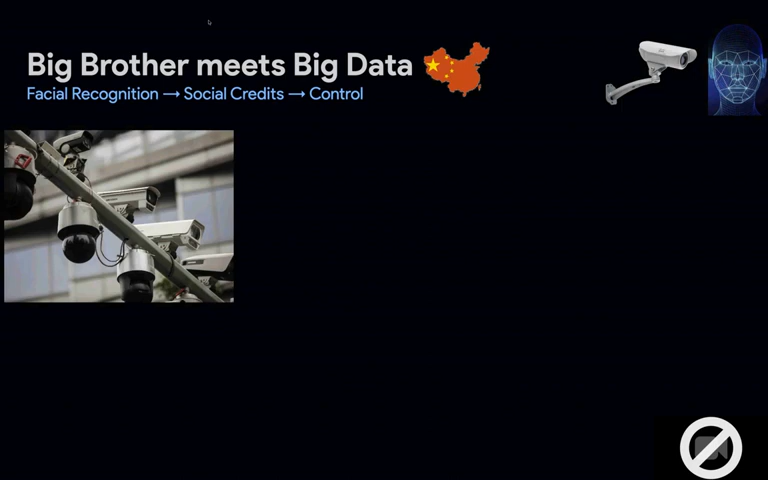 Big Brother meets Big Data
Facial Recognition → Social Credits → Control